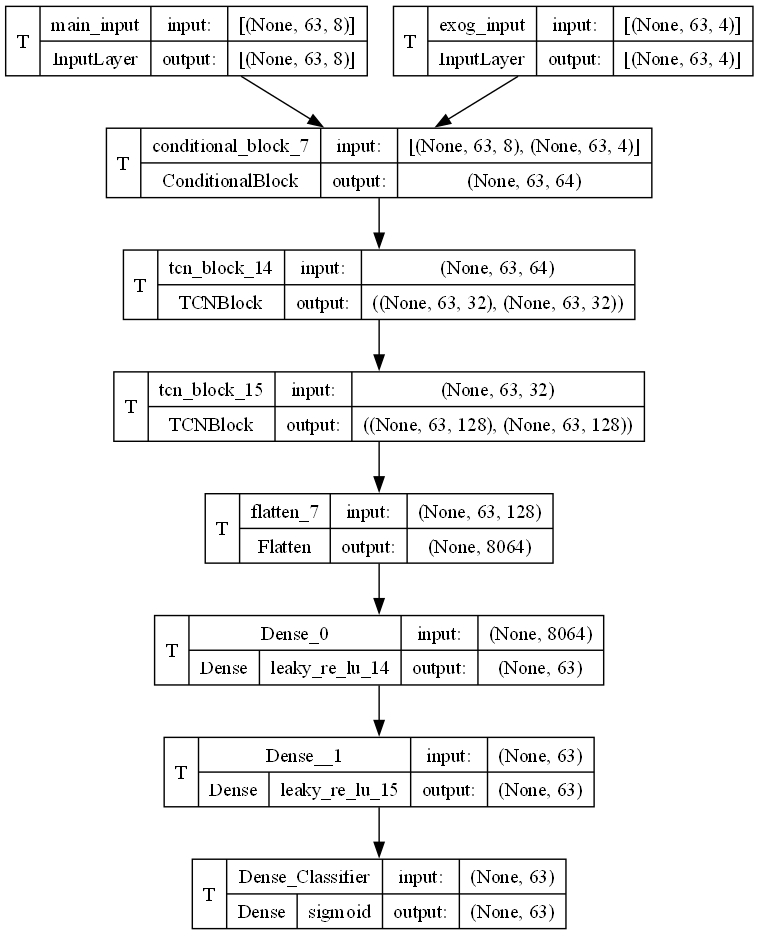 T main_input input: [(None, 63, 8)]
InputLayer output: [(None, 63, 8)]
T exog_input input: [(None, 63, 4)]
InputLayer output: [(None, 63, 4)]
T conditional_block_7 input: [(None, 63, 8), (None, 63, 4)]
ConditionalBlock output: (None, 63, 64)
T tcn_block_14 input: (None, 63, 64)
TCNBlock output: ((None, 63, 32), (None, 63, 32))
T tcn_block_15 input: (None, 63, 32)
TCNBlock output: ((None, 63, 128), (None, 63, 128))
T flatten_7 input: (None, 63, 128)
Flatten output: (None, 8064)
T Dense_0 input: (None, 8064)
Dense leaky_re_lu_14 output: (None, 63)
T Dense__1 input: (None, 63)
Dense leaky_re_lu_15 output: (None, 63)
T Dense_Classifier input: (None, 63)
Dense sigmoid output: (None, 63)